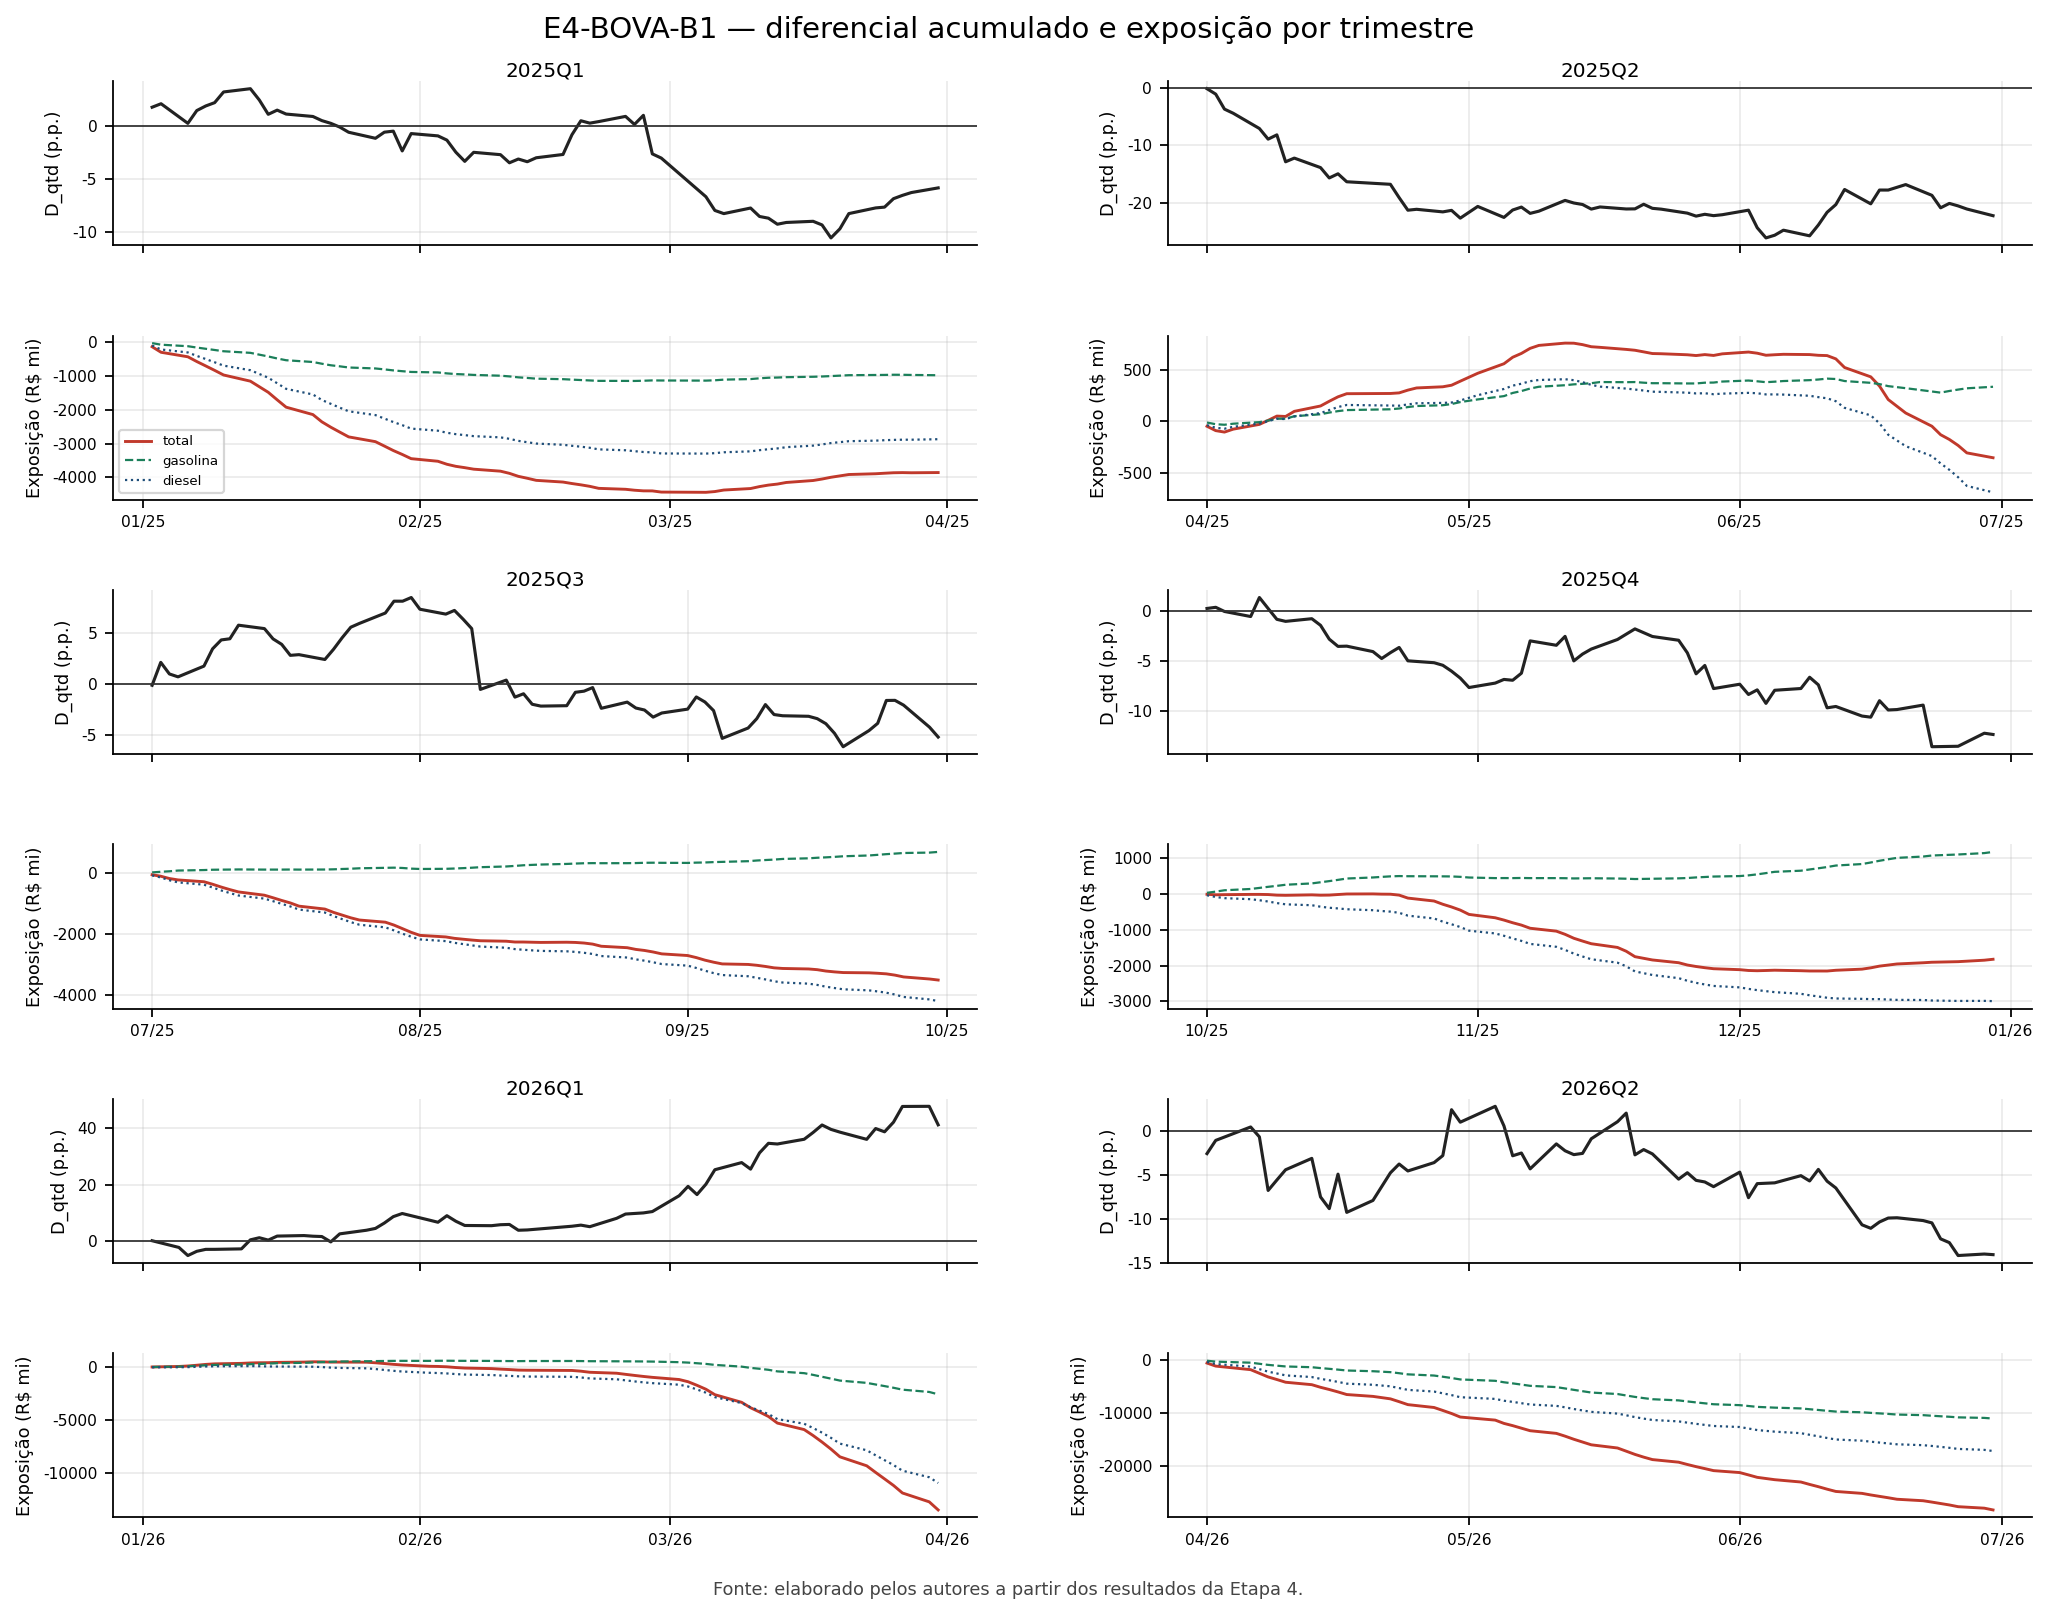 E4-BOVA-B1 — diferencial acumulado e exposição por trimestre
2025Q1
D_qtd (p.p.)
0
-5
-10
2025Q2
D_qtd (p.p.)
0
-10
-20
Exposição (R$ mi)
0
-1000
-2000
-3000
-4000
total
gasolina
diesel
01/25
02/25
03/25
04/25
Exposição (R$ mi)
500
0
-500
04/25
05/25
06/25
07/25
2025Q3
D_qtd (p.p.)
5
0
-5
2025Q4
D_qtd (p.p.)
0
-5
-10
Exposição (R$ mi)
0
-2000
-4000
07/25
08/25
09/25
10/25
Exposição (R$ mi)
1000
0
-1000
-2000
-3000
10/25
11/25
12/25
01/26
2026Q1
D_qtd (p.p.)
40
20
0
2026Q2
D_qtd (p.p.)
0
-5
-10
-15
Exposição (R$ mi)
0
-5000
-10000
01/26
02/26
03/26
04/26
Exposição (R$ mi)
0
-10000
-20000
04/26
05/26
06/26
07/26
Fonte: elaborado pelos autores a partir dos resultados da Etapa 4.